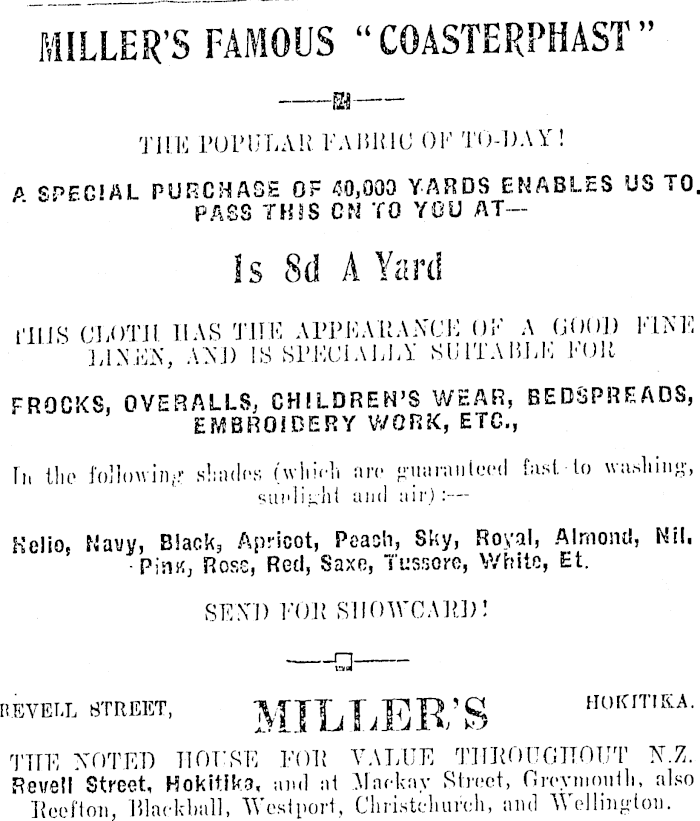 MILLER'S FAMOUS "COASTERPHAST"
THE POPULAR FABRIC OF TO-DAY!
A SPECIAL PURCHASE OF 40,000 YARDS ENABLES US TO
PASS THIS ON TO YOU AT—
1s 8d A Yard
THIS CLOTH HAS THE APPEARANCE OF A GOOD FINE
LINEN, AND IS SPECIALLY SUITABLE FOR
FROCKS, OVERALLS, CHILDREN'S WEAR, BEDSPREADS,
EMBROIDERY WORK, ETC.,
In the following shades (which are guaranteed fast to washing,
sunlight and air):—
Helio, Navy, Black, Apricot, Peach, Sky, Royal, Almond, Nil,
Pink, Rose, Red, Saxe, Tussore, White, Et.
SEND FOR SHOWCARD!
REVELL STREET, MILLER'S HOKITIKA.
THE NOTED HOUSE FOR VALUE THROUGHOUT N.Z.
Revell Street, Hokitika, and at Mackay Street, Greymouth, also
Reefton, Blackball, Westport, Christchurch, and Wellington.